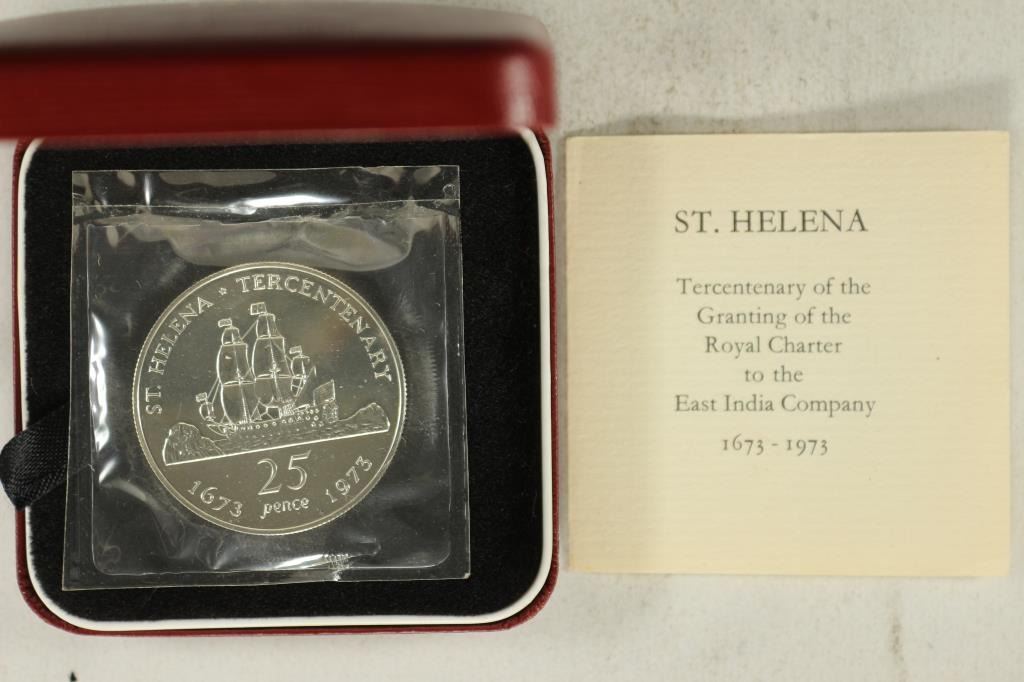 ST. HELENA * TERCENTENARY
25
pence
1673 1973
ST. HELENA
Tercentenary of the
Granting of the
Royal Charter
to the
East India Company
1673 - 1973